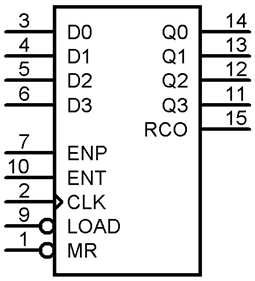 3 D0 Q0 14
4 D1 Q1 13
5 D2 Q2 12
6 D3 Q3 11
RCO 15
7 ENP
10 ENT
2 CLK
9 LOAD
1 MR